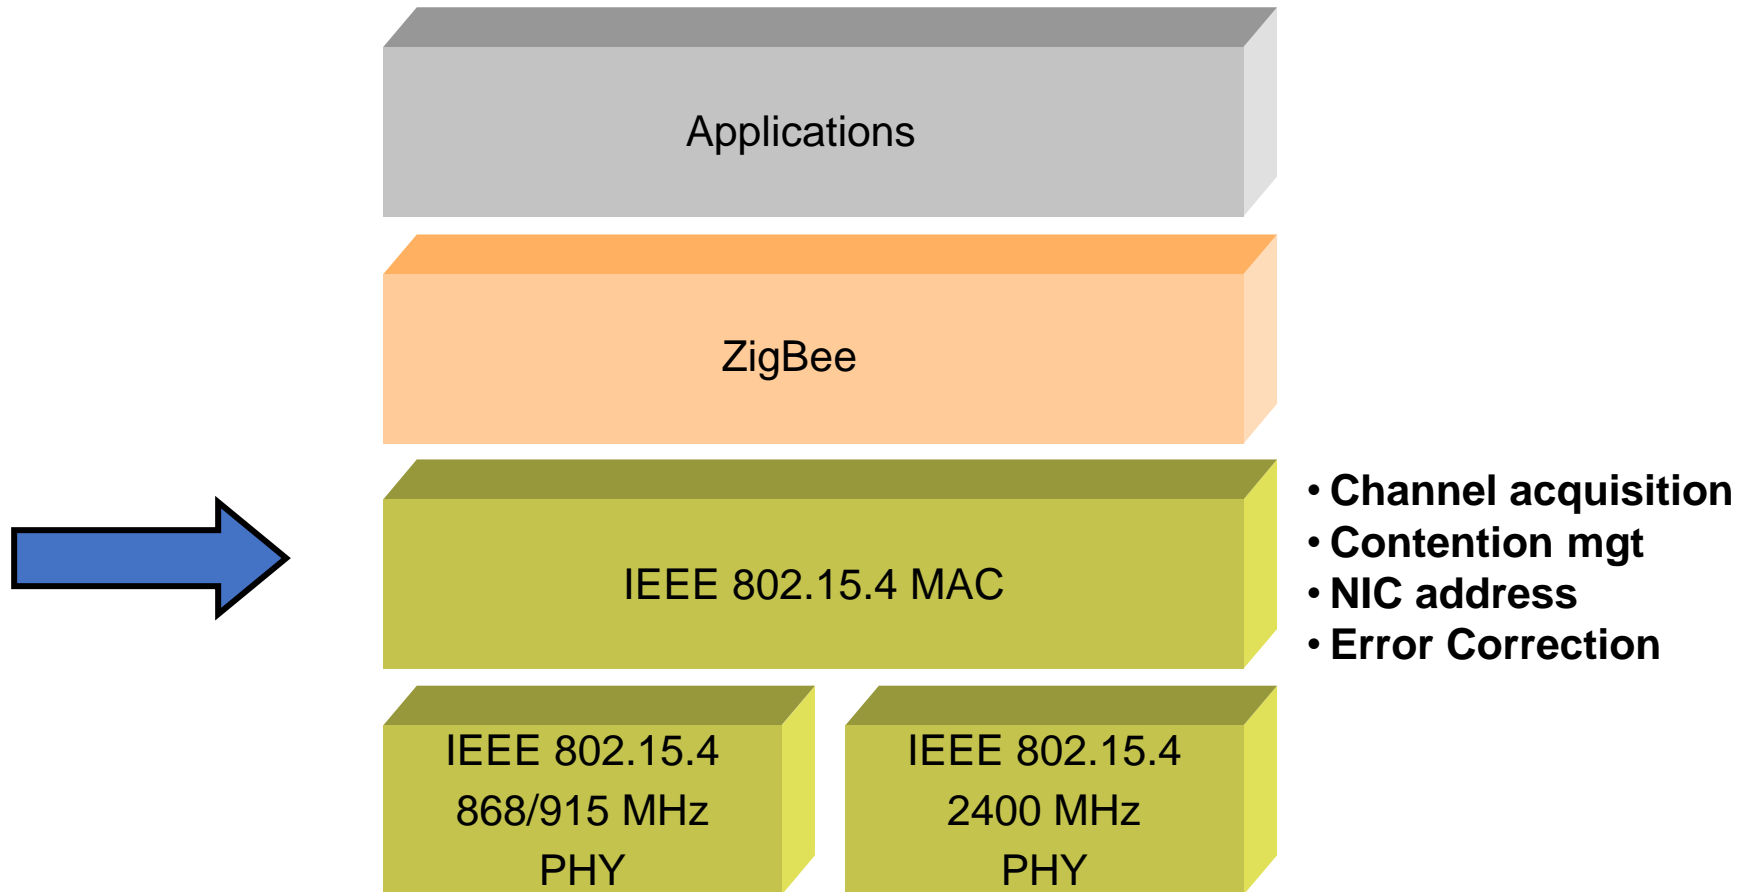 Applications
ZigBee
IEEE 802.15.4 MAC
• Channel acquisition
• Contention mgt
• NIC address
• Error Correction
IEEE 802.15.4
868/915 MHz
PHY
IEEE 802.15.4
2400 MHz
PHY